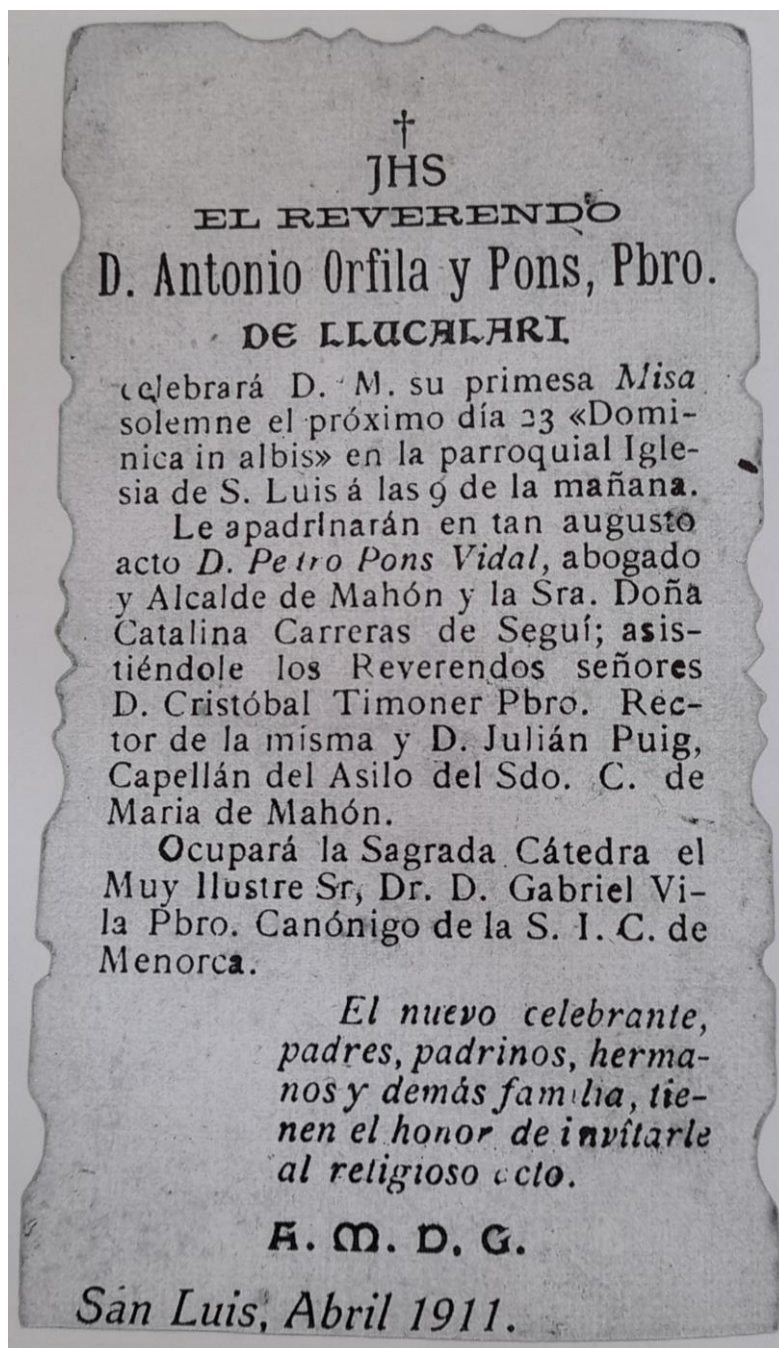 †
JHS
EL REVERENDO
D. Antonio Orfila y Pons, Pbro.
DE LLUCALARI
celebrará D. M. su primesa Misa
solemne el próximo día 23 «Domi-
nica in albis» en la parroquial Igle-
sia de S. Luis á las 9 de la mañana.
Le apadrinarán en tan augusto
acto D. Petro Pons Vidal, abogado
y Alcalde de Mahón y la Sra. Doña
Catalina Carreras de Seguí; asis-
tiéndole los Reverendos señores
D. Cristóbal Timoner Pbro. Rec-
tor de la misma y D. Julián Puig,
Capellán del Asilo del Sdo. C. de
Maria de Mahón.
Ocupará la Sagrada Cátedra el
Muy Ilustre Sr, Dr. D. Gabriel Vi-
la Pbro. Canónigo de la S. I. C. de
Menorca.
El nuevo celebrante,
padres, padrinos, herma-
nos y demás familia, tie-
nen el honor de invitarle
al religioso acto.
A. M. D. G.
San Luis, Abril 1911.